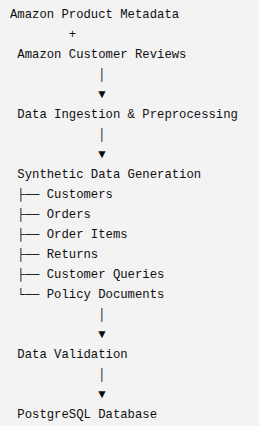 Amazon Product Metadata
+
Amazon Customer Reviews
│
▼
Data Ingestion & Preprocessing
│
▼
Synthetic Data Generation
├── Customers
├── Orders
├── Order Items
├── Returns
├── Customer Queries
└── Policy Documents
│
▼
Data Validation
│
▼
PostgreSQL Database